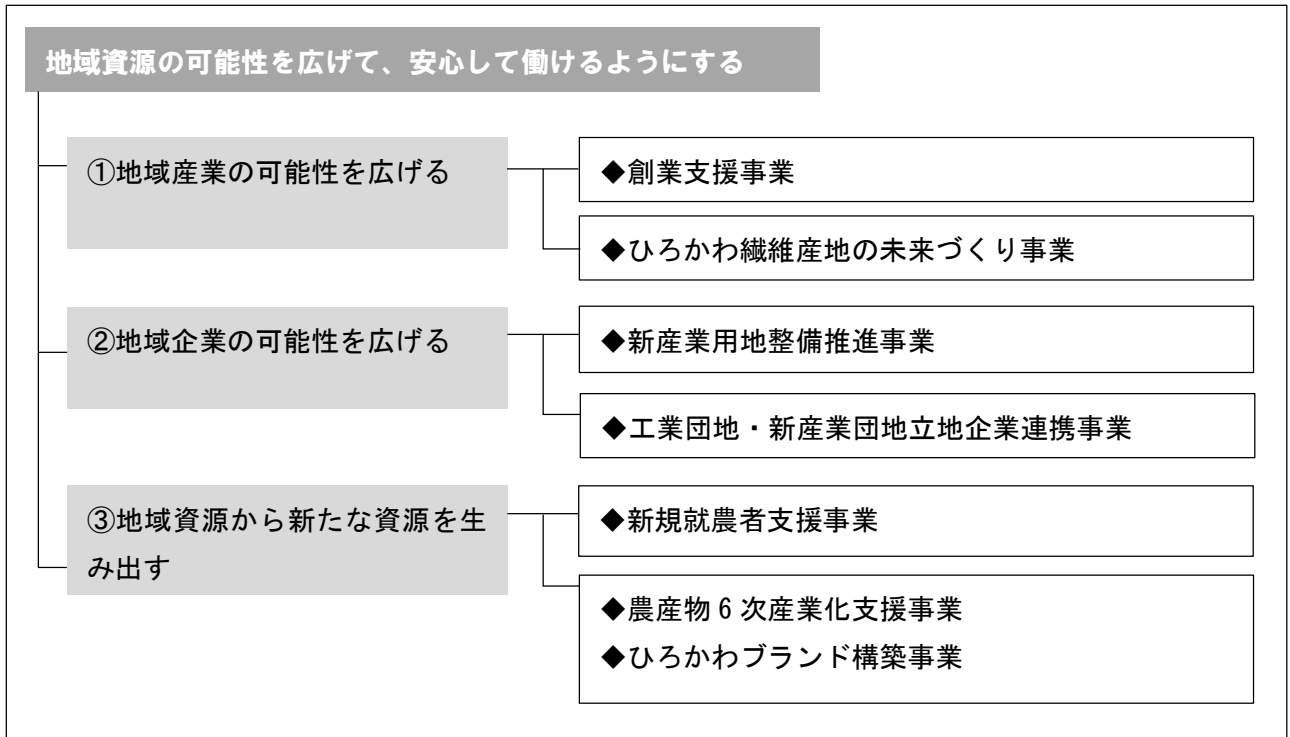 地域資源の可能性を広げて、安心して働けるようにする
①地域産業の可能性を広げる
◆創業支援事業
◆ひろかわ繊維産地の未来づくり事業
②地域企業の可能性を広げる
◆新産業用地整備推進事業
◆工業団地・新産業団地立地企業連携事業
③地域資源から新たな資源を生
み出す
◆新規就農者支援事業
◆農産物6次産業化支援事業
◆ひろかわブランド構築事業